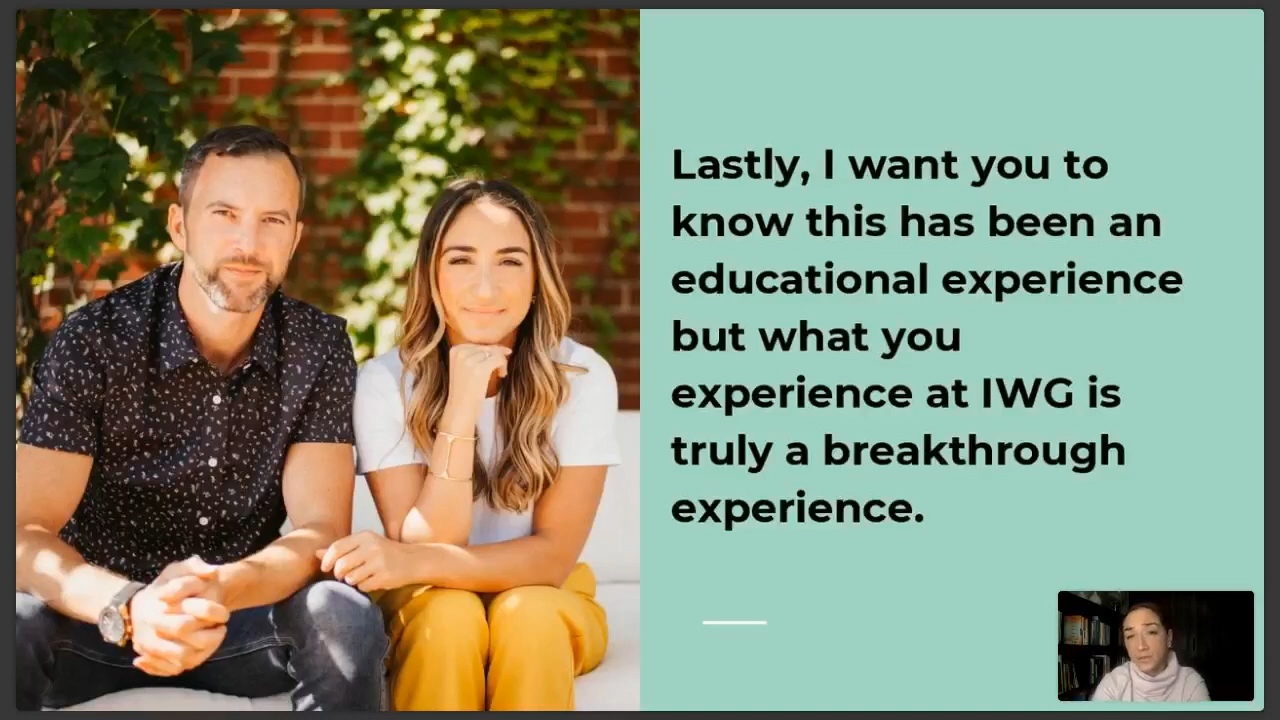 Lastly, I want you to
know this has been an
educational experience
but what you
experience at IWG is
truly a breakthrough
experience.